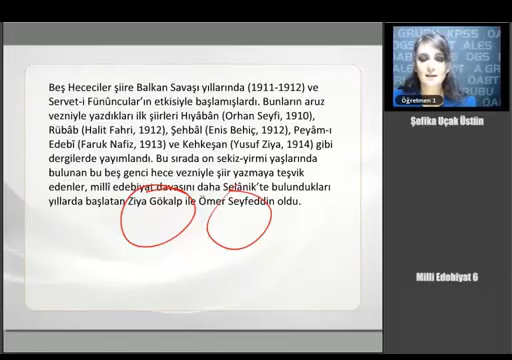 Beş Hececiler şiire Balkan Savaşı yıllarında (1911-1912) ve
Servet-i Fünûncular'ın etkisiyle başlamışlardı. Bunların aruz
vezniyle yazdıkları ilk şiirleri Hıyâbân (Orhan Seyfi, 1910),
Rübâb (Halit Fahri, 1912), Şehbâl (Enis Behiç, 1912), Peyâm-ı
Edebî (Faruk Nafiz, 1913) ve Kehkeşan (Yusuf Ziya, 1914) gibi
dergilerde yayımlandı. Bu sırada on sekiz-yirmi yaşlarında
bulunan bu beş genci hece vezniyle şiir yazmaya teşvik
edenler, millî edebiyat davasını daha Selânik'te bulundukları
yıllarda başlatan Ziya Gökalp ile Ömer Seyfeddin oldu.
GRUBU KPSS ÖABT
ALES
Öğretmen 1
Şefika Uçak Üstün
Milli Edebiyat 6